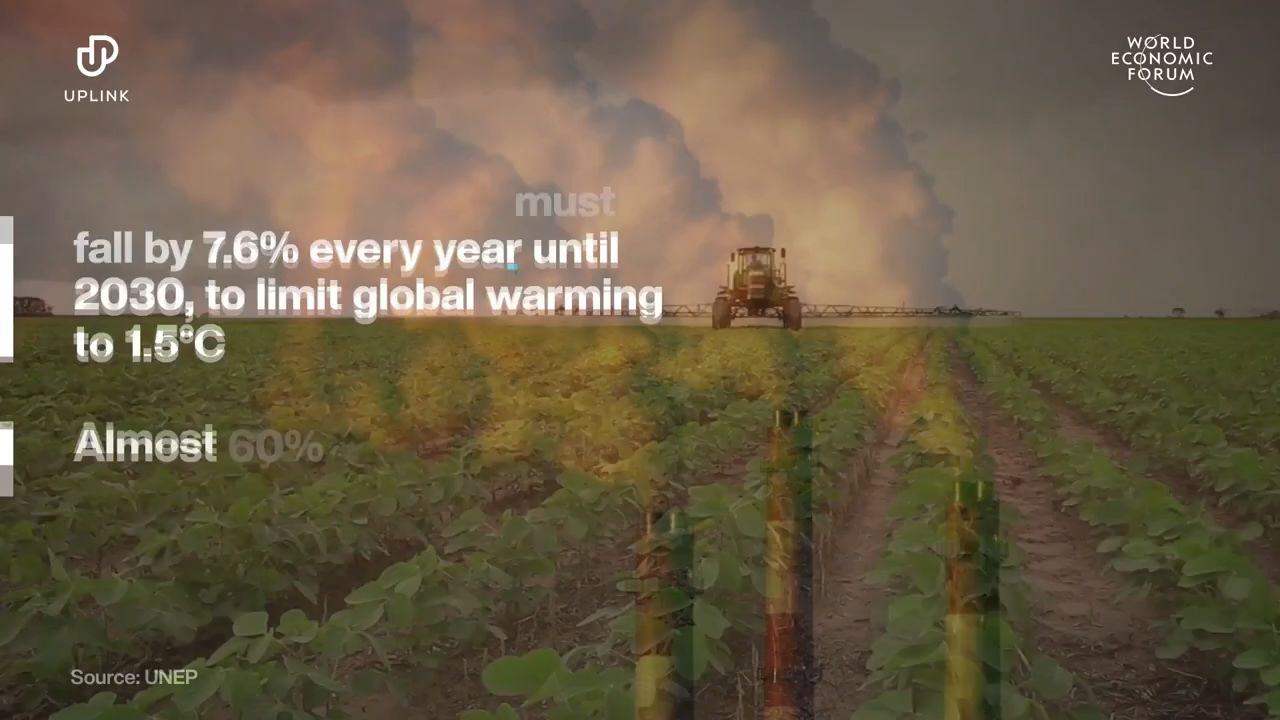 UPLINK
WORLD
ECONOMIC
FORUM
must
fall by 7.6% every year until
2030, to limit global warming
to 1.5°C
Almost 60%
Source: UNEP